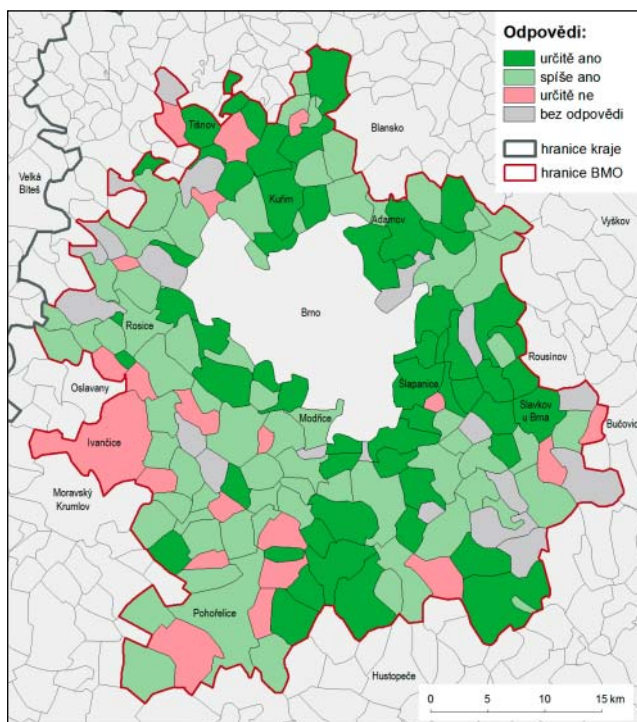 Odpovědi:
určitě ano
spíše ano
určitě ne
bez odpovědi
hranice kraje
hranice BMO
Tišnov
Blansko
Velká
Bíteš
Kuřim
Adamov
Vyškov
Brno
Rosice
Rousínov
Oslavany
Šlapanice
Slavkov
u Brna
Modřice
Bučovic
Ivančice
Moravský
Krumlov
Pohořelice
Hustopeče
0 5 10 15 km